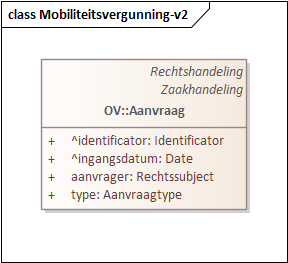 class Mobiliteitsvergunning-v2
Rechtshandeling
Zaakhandeling
OV::Aanvraag
+ ^identificator: Identificator
+ ^ingangsdatum: Date
+ aanvrager: Rechtssubject
+ type: Aanvraagtype